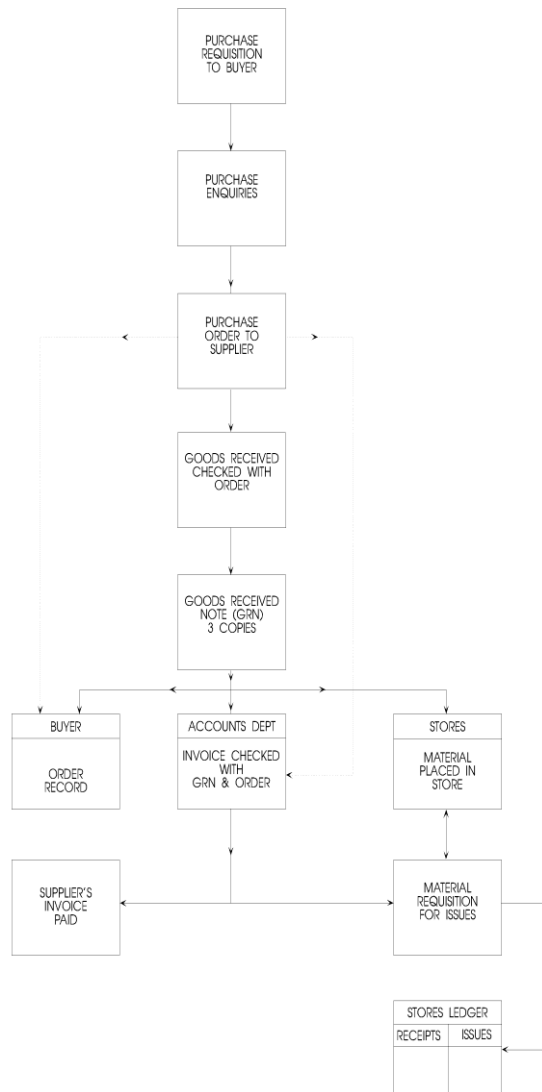 PURCHASE
REQUISITION
TO BUYER
PURCHASE
ENQUIRIES
PURCHASE
ORDER TO
SUPPLIER
GOODS RECEIVED
CHECKED WITH
ORDER
GOODS RECEIVED
NOTE (GRN)
3 COPIES
BUYER
ORDER
RECORD
ACCOUNTS DEPT
INVOICE CHECKED
WITH
GRN & ORDER
STORES
MATERIAL
PLACED IN
STORE
SUPPLIER'S
INVOICE
PAID
MATERIAL
REQUISITION
FOR ISSUES
STORES LEDGER
RECEIPTS ISSUES